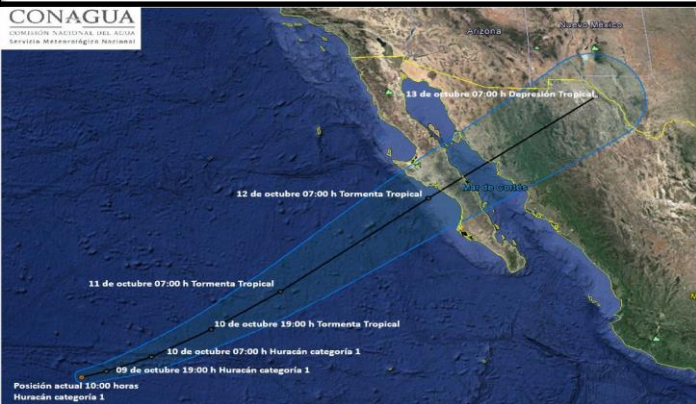 CONAGUA
COMISIÓN NACIONAL DEL AGUA
Servicio Meteorológico Nacional
Arizona
Nuevo México
13 de octubre 07:00 h Depresión Tropical
Mar de Cortés
12 de octubre 07:00 h Tormenta Tropical
11 de octubre 07:00 h Tormenta Tropical
10 de octubre 19:00 h Tormenta Tropical
10 de octubre 07:00 h Huracán categoría 1
09 de octubre 19:00 h Huracán categoría 1
Posición actual 10:00 horas
Huracán categoría 1